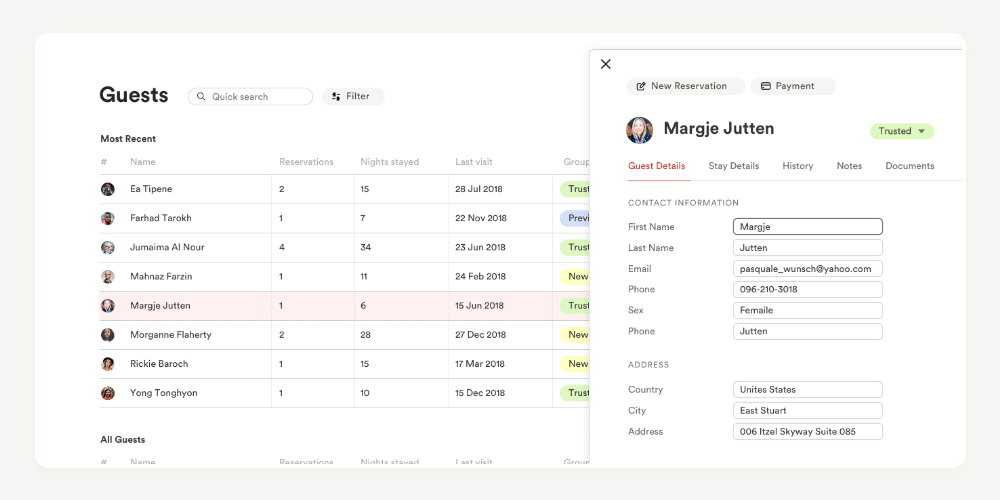 Guests
Quick search
Filter
Most Recent
# Name Reservations Nights stayed Last visit Group
Ea Tipene 2 15 28 Jul 2018 Trust
Farhad Tarokh 1 7 22 Nov 2018 Previ
Jumaima Al Nour 4 34 23 Jun 2018 Trust
Mahnaz Farzin 1 11 24 Feb 2018 New
Margje Jutten 1 6 15 Jun 2018 Trust
Morganne Flaherty 2 28 27 Dec 2018 New
Rickie Baroch 1 15 17 Mar 2018 New
Yong Tonghyon 1 10 15 Dec 2018 Trust
All Guests
# Name Reservations Nights stayed Last visit Group
New Reservation
Payment
Margje Jutten
Trusted
Guest Details Stay Details History Notes Documents
CONTACT INFORMATION
First Name Margje
Last Name Jutten
Email pasquale_wunsch@yahoo.com
Phone 096-210-3018
Sex Femaile
Phone Jutten
ADDRESS
Country Unites States
City East Stuart
Address 006 Itzel Skyway Suite 085